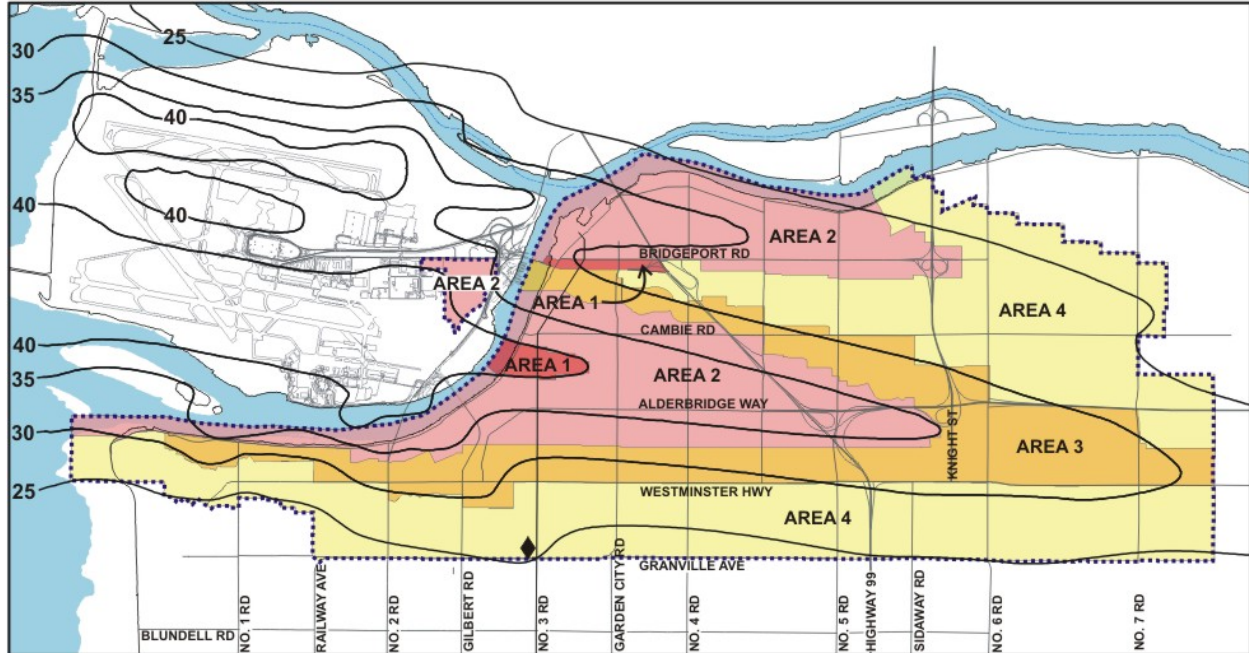 25
30
35
40
40
40
AREA 2
BRIDGEPORT RD
AREA 2
AREA 1
AREA 4
CAMBIE RD
40
AREA 1
AREA 2
35
ALDERBRIDGE WAY
30
KNIGHT ST
AREA 3
25
WESTMINSTER HWY
AREA 4
GRANVILLE AVE
BLUNDELL RD
NO. 1 RD
RAILWAY AVE
NO. 2 RD
GILBERT RD
NO. 3 RD
GARDEN CITY RD
NO. 4 RD
NO. 5 RD
HIGHWAY 99
SIDAWAY RD
NO. 6 RD
NO. 7 RD